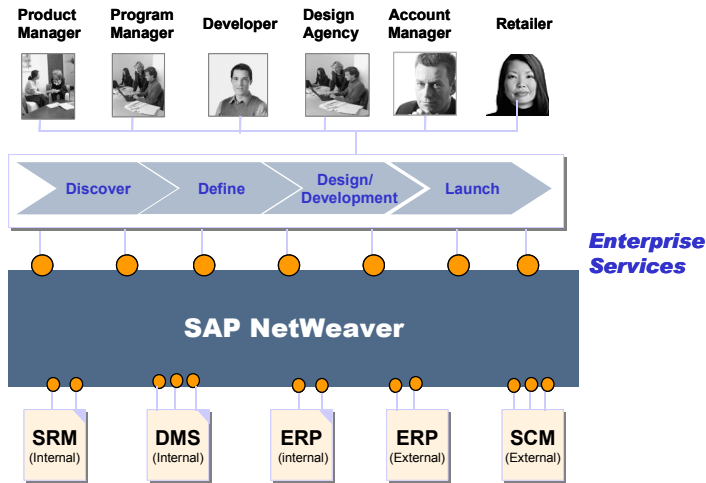 Product
Manager
Program
Manager
Developer
Design
Agency
Account
Manager
Retailer
Discover
Define
Design/
Development
Launch
Enterprise
Services
SAP NetWeaver
SRM
(Internal)
DMS
(Internal)
ERP
(internal)
ERP
(External)
SCM
(External)